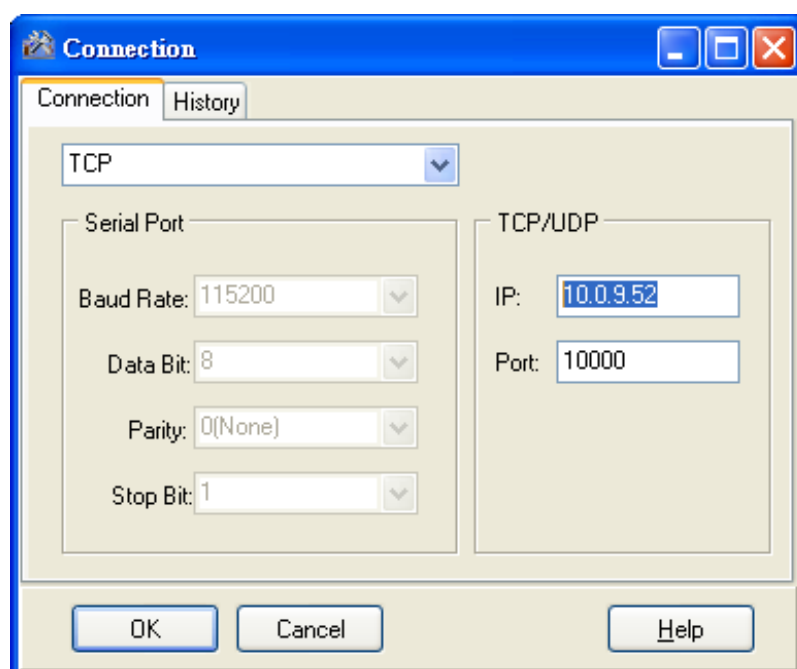 Connection
Connection History
TCP
Serial Port
Baud Rate: 115200
Data Bit: 8
Parity: 0(None)
Stop Bit: 1
TCP/UDP
IP: 10.0.9.52
Port: 10000
OK Cancel Help